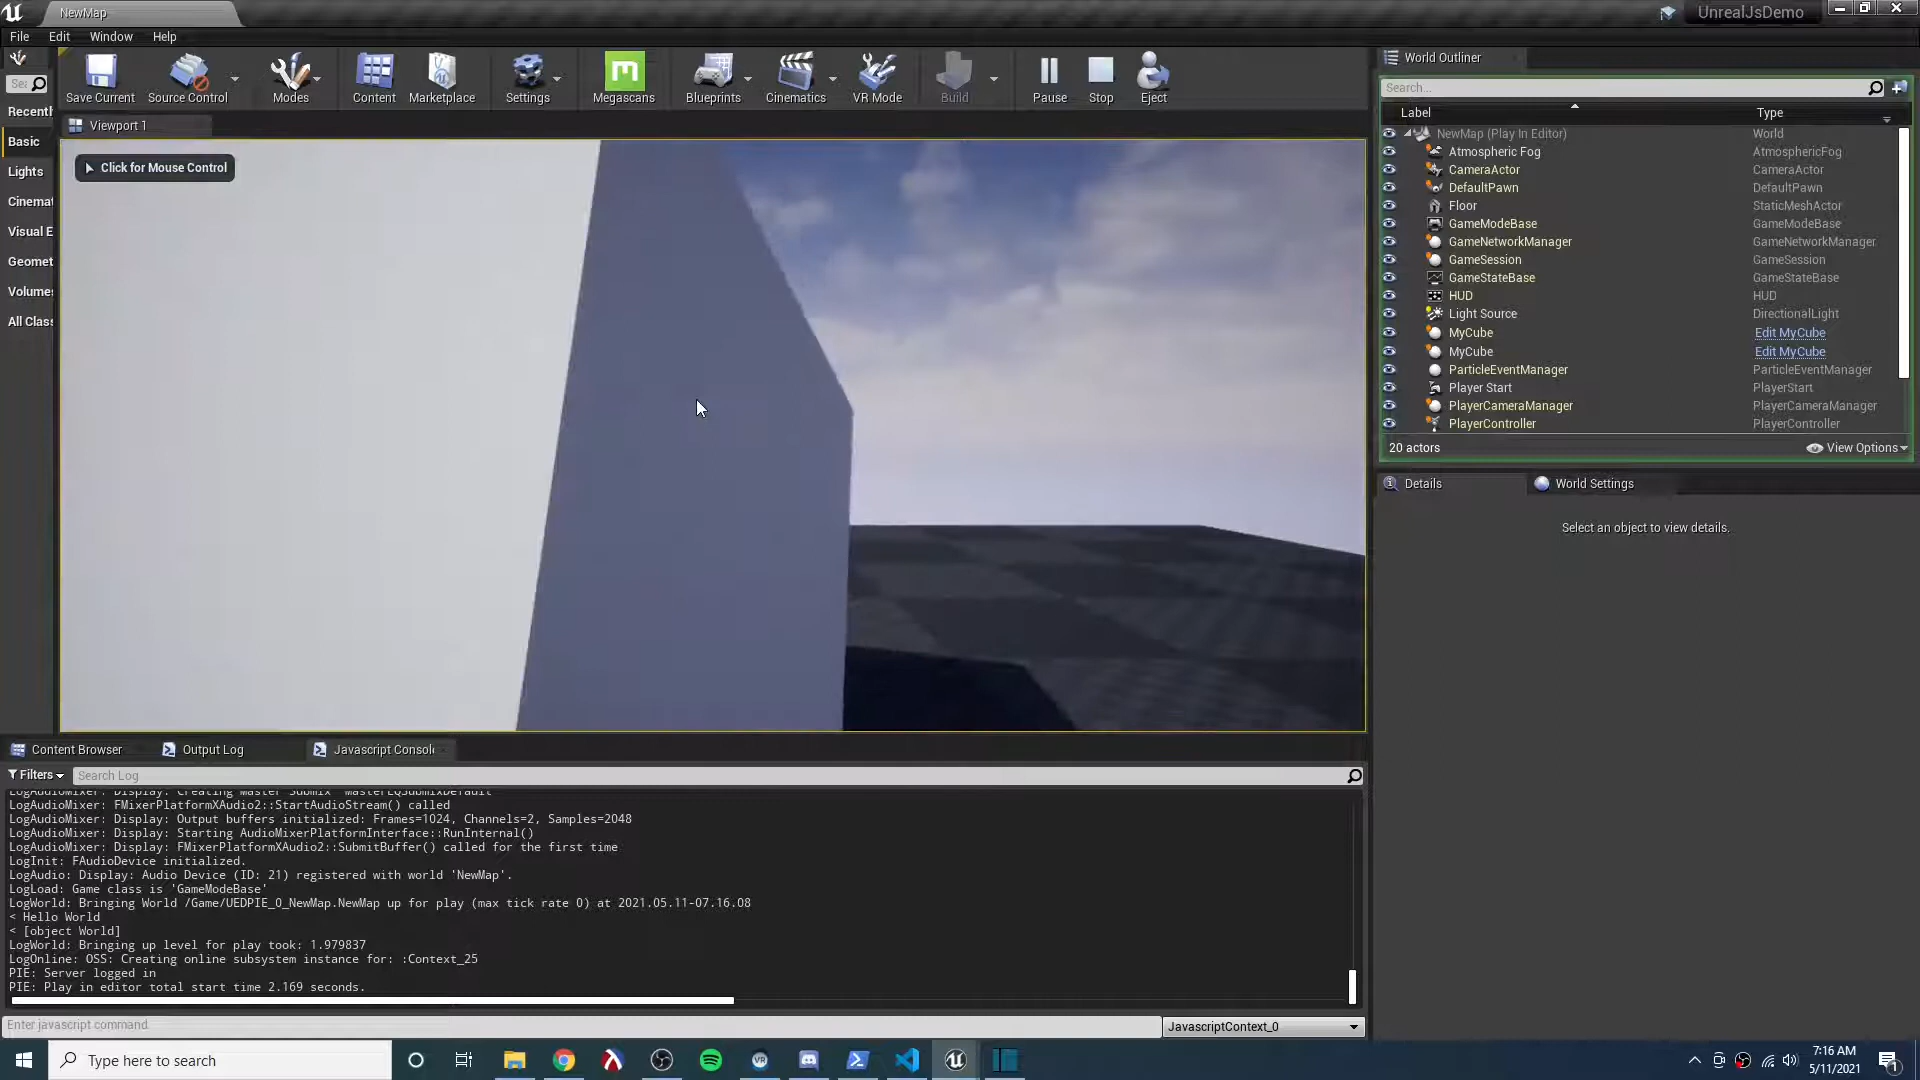 NewMap
UnrealJsDemo
File Edit Window Help
Save Current
Source Control
Modes
Content
Marketplace
Settings
Megascans
Blueprints
Cinematics
VR Mode
Build
Pause
Stop
Eject
Viewport 1
Click for Mouse Control
Recent
Basic
Lights
Cinemat
Visual E
Geomet
Volumes
All Class
World Outliner
Search...
Label Type
NewMap (Play In Editor) World
Atmospheric Fog AtmosphericFog
CameraActor CameraActor
DefaultPawn DefaultPawn
Floor StaticMeshActor
GameModeBase GameModeBase
GameNetworkManager GameNetworkManager
GameSession GameSession
GameStateBase GameStateBase
HUD HUD
Light Source DirectionalLight
MyCube Edit MyCube
MyCube Edit MyCube
ParticleEventManager ParticleEventManager
Player Start PlayerStart
PlayerCameraManager PlayerCameraManager
PlayerController PlayerController
20 actors View Options
Details World Settings
Select an object to view details.
Content Browser Output Log Javascript Consol
Filters Search Log
LogAudioMixer: Display: Creating Master Submix 'MasterEQSubmixDefault'
LogAudioMixer: FMixerPlatformXAudio2::StartAudioStream() called
LogAudioMixer: Display: Output buffers initialized: Frames=1024, Channels=2, Samples=2048
LogAudioMixer: Display: Starting AudioMixerPlatformInterface::RunInternal()
LogAudioMixer: Display: FMixerPlatformXAudio2::SubmitBuffer() called for the first time
LogInit: FAudioDevice initialized.
LogAudio: Display: Audio Device (ID: 21) registered with world 'NewMap'.
LogLoad: Game class is 'GameModeBase'
LogWorld: Bringing World /Game/UEDPIE_0_NewMap.NewMap up for play (max tick rate 0) at 2021.05.11-07.16.08
< Hello World
< [object World]
LogWorld: Bringing up level for play took: 1.979837
LogOnline: OSS: Creating online subsystem instance for: :Context_25
PIE: Server logged in
PIE: Play in editor total start time 2.169 seconds.
Enter javascript command
JavascriptContext_0
Type here to search
7:16 AM
5/11/2021